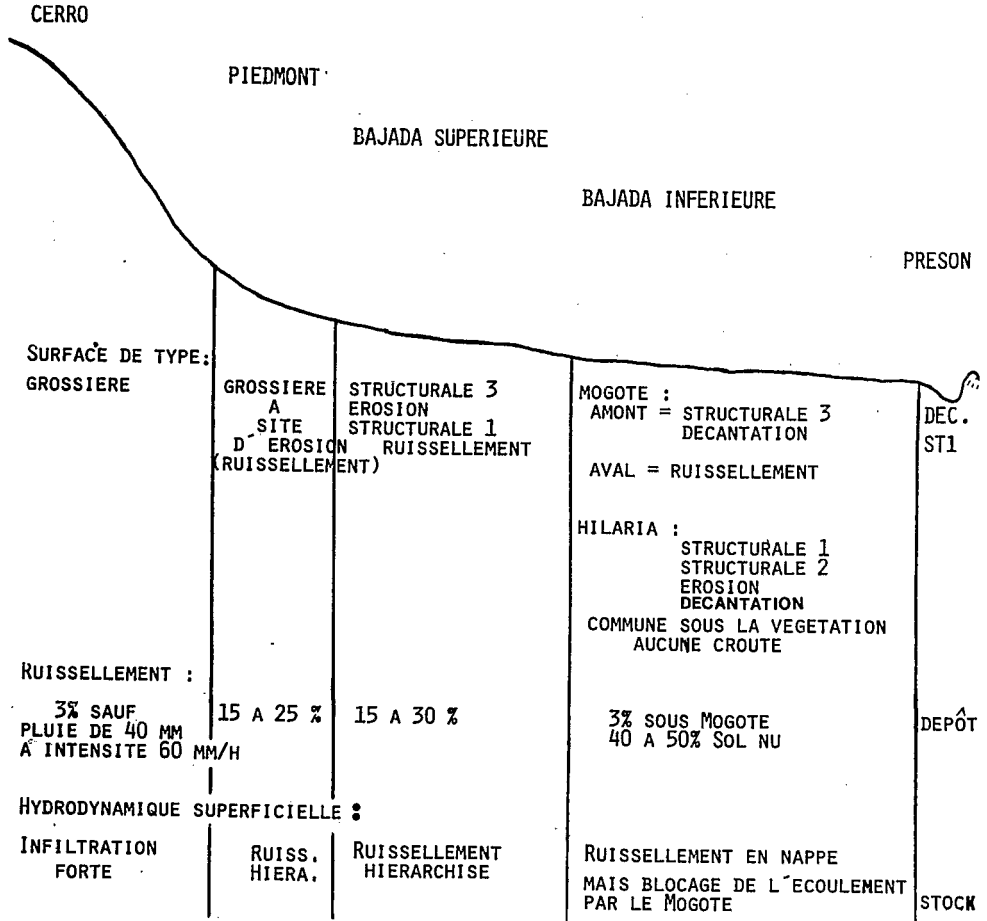 CERRO
PIEDMONT
BAJADA SUPERIEURE
BAJADA INFERIEURE
PRESON
SURFACE DE TYPE:
GROSSIERE
GROSSIERE
A
SITE
D'EROSION
(RUISSELLEMENT)
STRUCTURALE 3
EROSION
STRUCTURALE 1
RUISSELLEMENT
MOGOTE :
AMONT = STRUCTURALE 3
DECANTATION
AVAL = RUISSELLEMENT
HILARIA :
STRUCTURALE 1
STRUCTURALE 2
EROSION
DECANTATION
COMMUNE SOUS LA VEGETATION
AUCUNE CROUTE
DEC.
ST1
RUISSELLEMENT :
3% SAUF
PLUIE DE 40 MM
A INTENSITE 60 MM/H
15 A 25 %
15 A 30 %
3% SOUS MOGOTE
40 A 50% SOL NU
DEPÔT
HYDRODYNAMIQUE SUPERFICIELLE :
INFILTRATION
FORTE
RUISS.
HIERA.
RUISSELLEMENT
HIERARCHISE
RUISSELLEMENT EN NAPPE
MAIS BLOCAGE DE L'ECOULEMENT
PAR LE MOGOTE
STOCK